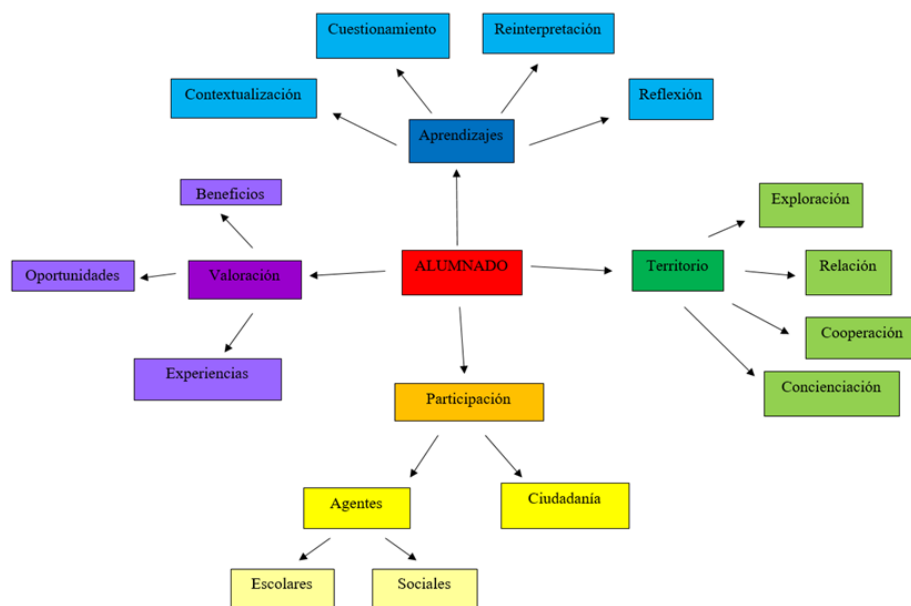 Cuestionamiento
Reinterpretación
Contextualización
Reflexión
Aprendizajes
Beneficios
Exploración
Oportunidades
Valoración
ALUMNADO
Territorio
Relación
Cooperación
Experiencias
Concienciación
Participación
Agentes
Ciudadanía
Escolares
Sociales